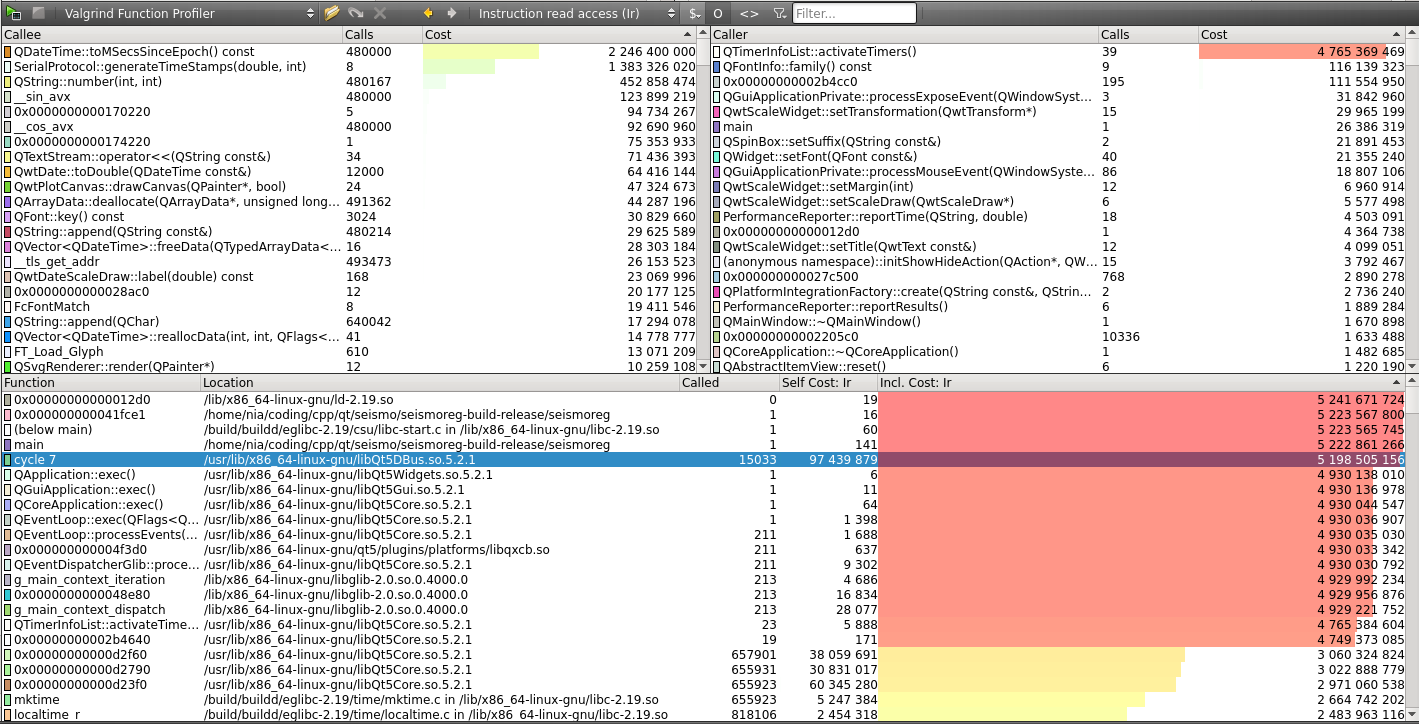 Valgrind Function Profiler Instruction read access (Ir) $ O <> Filter...
Callee Calls Cost
QDateTime::toMSecsSinceEpoch() const 480000 2 246 400 000
SerialProtocol::generateTimeStamps(double, int) 8 1 383 326 020
QString::number(int, int) 480167 452 858 474
__sin_avx 480000 123 899 219
0x0000000000170220 5 94 734 267
__cos_avx 480000 92 690 960
0x0000000000174220 1 75 353 933
QTextStream::operator<<(QString const&) 34 71 436 393
QwtDate::toDouble(QDateTime const&) 12000 64 416 144
QwtPlotCanvas::drawCanvas(QPainter*, bool) 24 47 324 673
QArrayData::deallocate(QArrayData*, unsigned long... 491362 44 287 196
QFont::key() const 3024 30 829 660
QString::append(QString const&) 480214 29 625 589
QVector<QDateTime>::freeData(QTypedArrayData<... 16 28 303 184
__tls_get_addr 493473 26 153 523
QwtDateScaleDraw::label(double) const 168 23 069 996
0x0000000000028ac0 12 20 177 125
FcFontMatch 8 19 411 546
QString::append(QChar) 640042 17 294 078
QVector<QDateTime>::reallocData(int, int, QFlags<... 41 14 778 777
FT_Load_Glyph 610 13 071 209
QSvgRenderer::render(QPainter*) 12 10 259 108
Caller Calls Cost
QTimerInfoList::activateTimers() 39 4 765 369 469
QFontInfo::family() const 9 116 139 323
0x00000000002b4cc0 195 111 554 950
QGuiApplicationPrivate::processExposeEvent(QWindowSyst... 3 31 842 960
QwtScaleWidget::setTransformation(QwtTransform*) 15 29 965 199
main 1 26 386 319
QSpinBox::setSuffix(QString const&) 2 21 891 453
QWidget::setFont(QFont const&) 40 21 355 240
QGuiApplicationPrivate::processMouseEvent(QWindowSyste... 86 18 807 106
QwtScaleWidget::setMargin(int) 12 6 960 914
QwtScaleWidget::setScaleDraw(QwtScaleDraw*) 6 5 577 498
PerformanceReporter::reportTime(QString, double) 18 4 503 091
0x00000000000012d0 1 4 364 738
QwtScaleWidget::setTitle(QwtText const&) 12 4 099 051
(anonymous namespace)::initShowHideAction(QAction*, QW... 15 3 792 467
0x000000000027c500 768 2 890 278
QPlatformIntegrationFactory::create(QString const&, QStrin... 2 2 736 240
PerformanceReporter::reportResults() 6 1 889 284
QMainWindow::~QMainWindow() 1 1 670 898
0x00000000002205c0 10336 1 633 488
QCoreApplication::~QCoreApplication() 1 1 482 685
QAbstractItemView::reset() 6 1 220 190
Function Location Called Self Cost: Ir Incl. Cost: Ir
0x00000000000012d0 /lib/x86_64-linux-gnu/ld-2.19.so 0 19 5 241 671 724
0x000000000041fce1 /home/nia/coding/cpp/qt/seismo/seismoreg-build-release/seismoreg 1 16 5 223 567 800
(below main) /build/buildd/eglibc-2.19/csu/libc-start.c in /lib/x86_64-linux-gnu/libc-2.19.so 1 60 5 223 565 745
main /home/nia/coding/cpp/qt/seismo/seismoreg-build-release/seismoreg 1 141 5 222 861 266
cycle 7 /usr/lib/x86_64-linux-gnu/libQt5DBus.so.5.2.1 15033 97 439 879 5 198 505 156
QApplication::exec() /usr/lib/x86_64-linux-gnu/libQt5Widgets.so.5.2.1 1 6 4 930 138 010
QGuiApplication::exec() /usr/lib/x86_64-linux-gnu/libQt5Gui.so.5.2.1 1 11 4 930 136 978
QCoreApplication::exec() /usr/lib/x86_64-linux-gnu/libQt5Core.so.5.2.1 1 64 4 930 044 547
QEventLoop::exec(QFlags<Q... /usr/lib/x86_64-linux-gnu/libQt5Core.so.5.2.1 1 1 398 4 930 036 907
QEventLoop::processEvents(... /usr/lib/x86_64-linux-gnu/libQt5Core.so.5.2.1 211 1 688 4 930 035 030
0x000000000004f3d0 /usr/lib/x86_64-linux-gnu/qt5/plugins/platforms/libqxcb.so 211 637 4 930 033 342
QEventDispatcherGlib::proce... /usr/lib/x86_64-linux-gnu/libQt5Core.so.5.2.1 211 9 302 4 930 030 792
g_main_context_iteration /lib/x86_64-linux-gnu/libglib-2.0.so.0.4000.0 213 4 686 4 929 992 234
0x0000000000048e80 /lib/x86_64-linux-gnu/libglib-2.0.so.0.4000.0 213 16 834 4 929 956 876
g_main_context_dispatch /lib/x86_64-linux-gnu/libglib-2.0.so.0.4000.0 213 28 077 4 929 221 752
QTimerInfoList::activateTime... /usr/lib/x86_64-linux-gnu/libQt5Core.so.5.2.1 23 5 888 4 765 384 604
0x00000000002b4640 /usr/lib/x86_64-linux-gnu/libQt5Core.so.5.2.1 19 171 4 749 373 085
0x00000000000d2f60 /usr/lib/x86_64-linux-gnu/libQt5Core.so.5.2.1 657901 38 059 691 3 060 324 824
0x00000000000d2790 /usr/lib/x86_64-linux-gnu/libQt5Core.so.5.2.1 655931 30 831 017 3 022 888 779
0x00000000000d23f0 /usr/lib/x86_64-linux-gnu/libQt5Core.so.5.2.1 655923 60 345 280 2 971 060 538
mktime /build/buildd/eglibc-2.19/time/mktime.c in /lib/x86_64-linux-gnu/libc-2.19.so 655923 5 247 384 2 664 742 202
localtime_r /build/buildd/eglibc-2.19/time/localtime.c in /lib/x86_64-linux-gnu/libc-2.19.so 818106 2 454 318 2 483 963 116